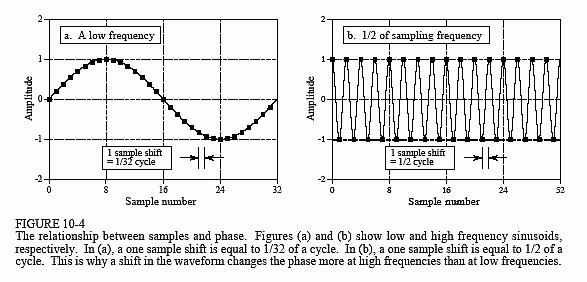 a. A low frequency
2
1
0
-1
-2
Amplitude
1 sample shift
= 1/32 cycle
0
8
16
24
32
Sample number
b. 1/2 of sampling frequency
2
1
0
-1
-2
Amplitude
1 sample shift
= 1/2 cycle
0
8
16
24
32
Sample number
FIGURE 10-4
The relationship between samples and phase. Figures (a) and (b) show low and high frequency sinusoids,
respectively. In (a), a one sample shift is equal to 1/32 of a cycle. In (b), a one sample shift is equal to 1/2 of a
cycle. This is why a shift in the waveform changes the phase more at high frequencies than at low frequencies.